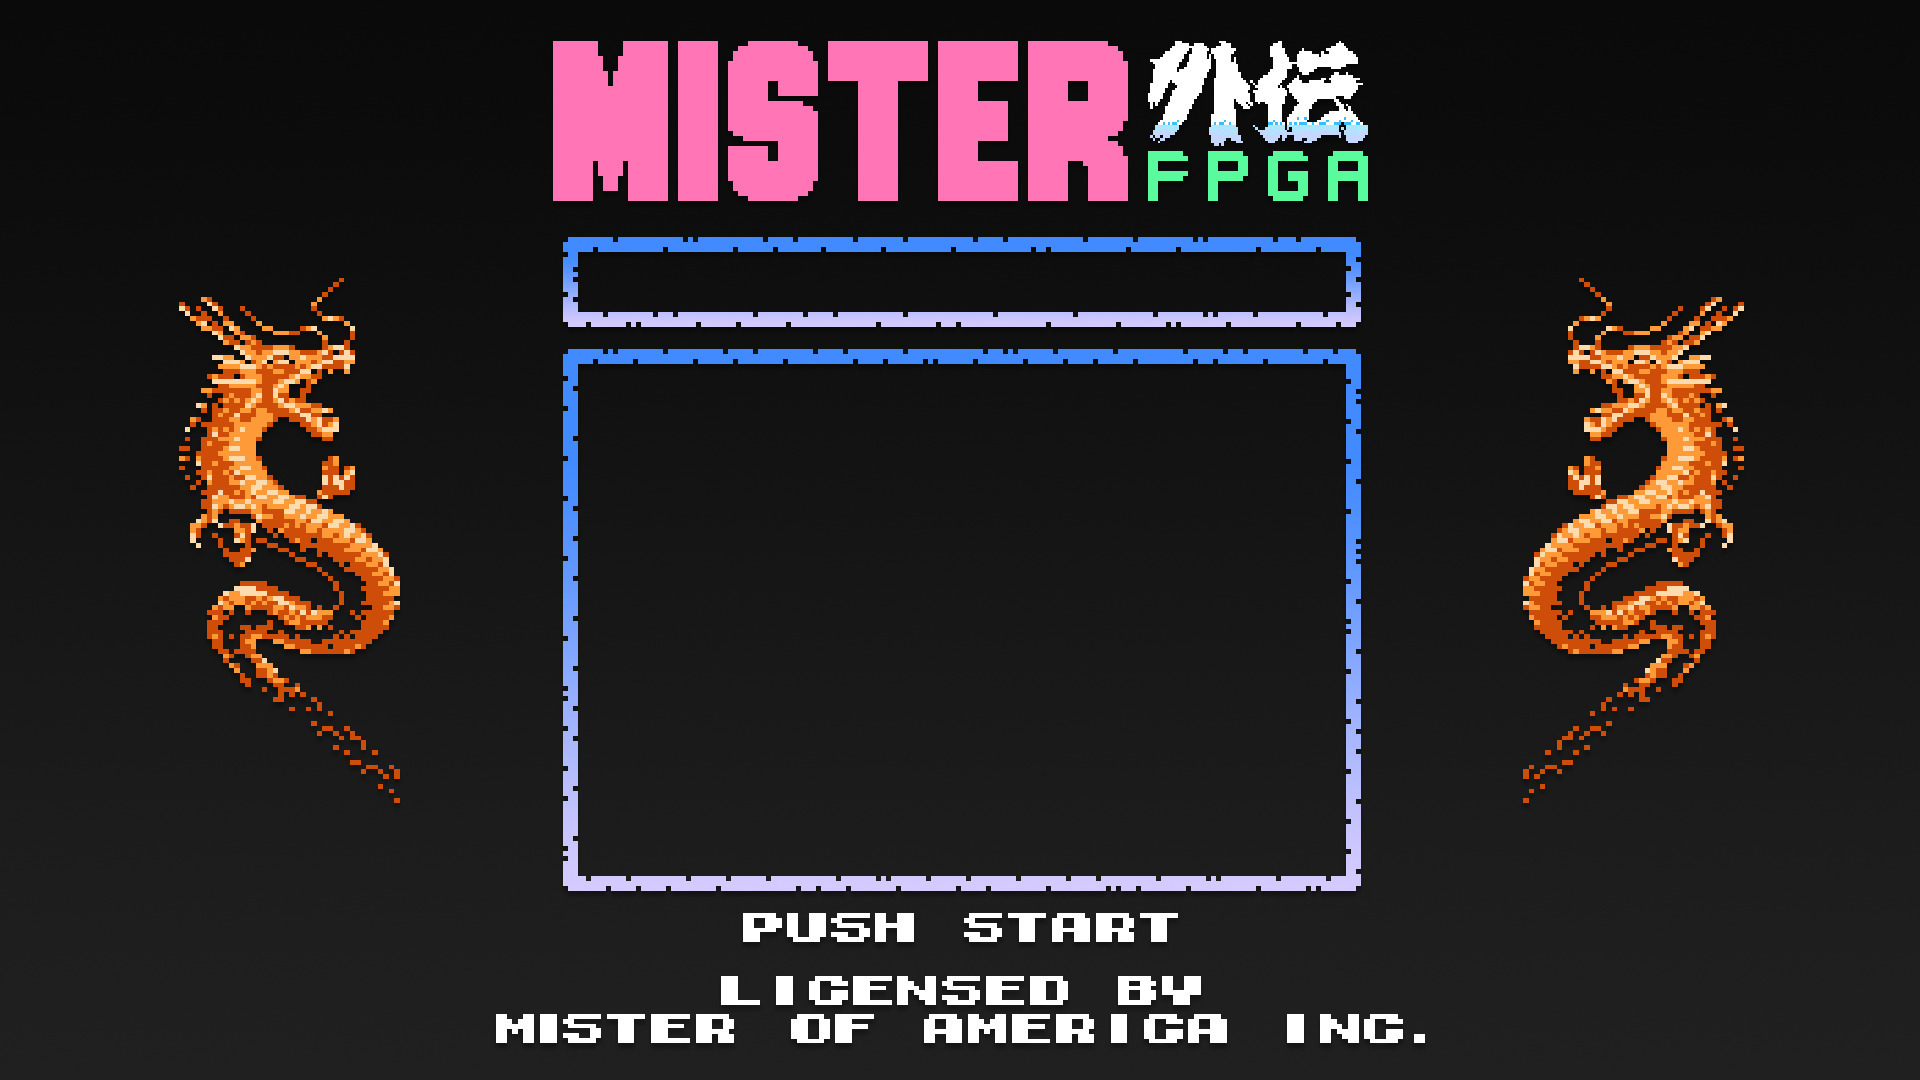 MISTER 外伝
FPGA
PUSH START
LICENSED BY
MISTER OF AMERICA INC.